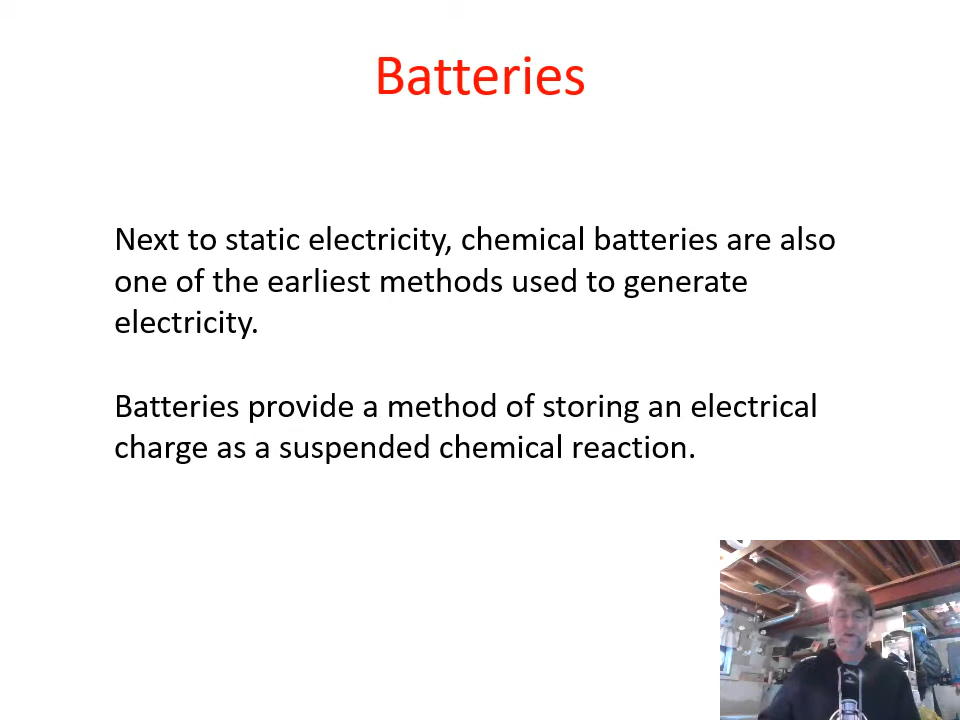 Batteries
Next to static electricity, chemical batteries are also
one of the earliest methods used to generate
electricity.
Batteries provide a method of storing an electrical
charge as a suspended chemical reaction.